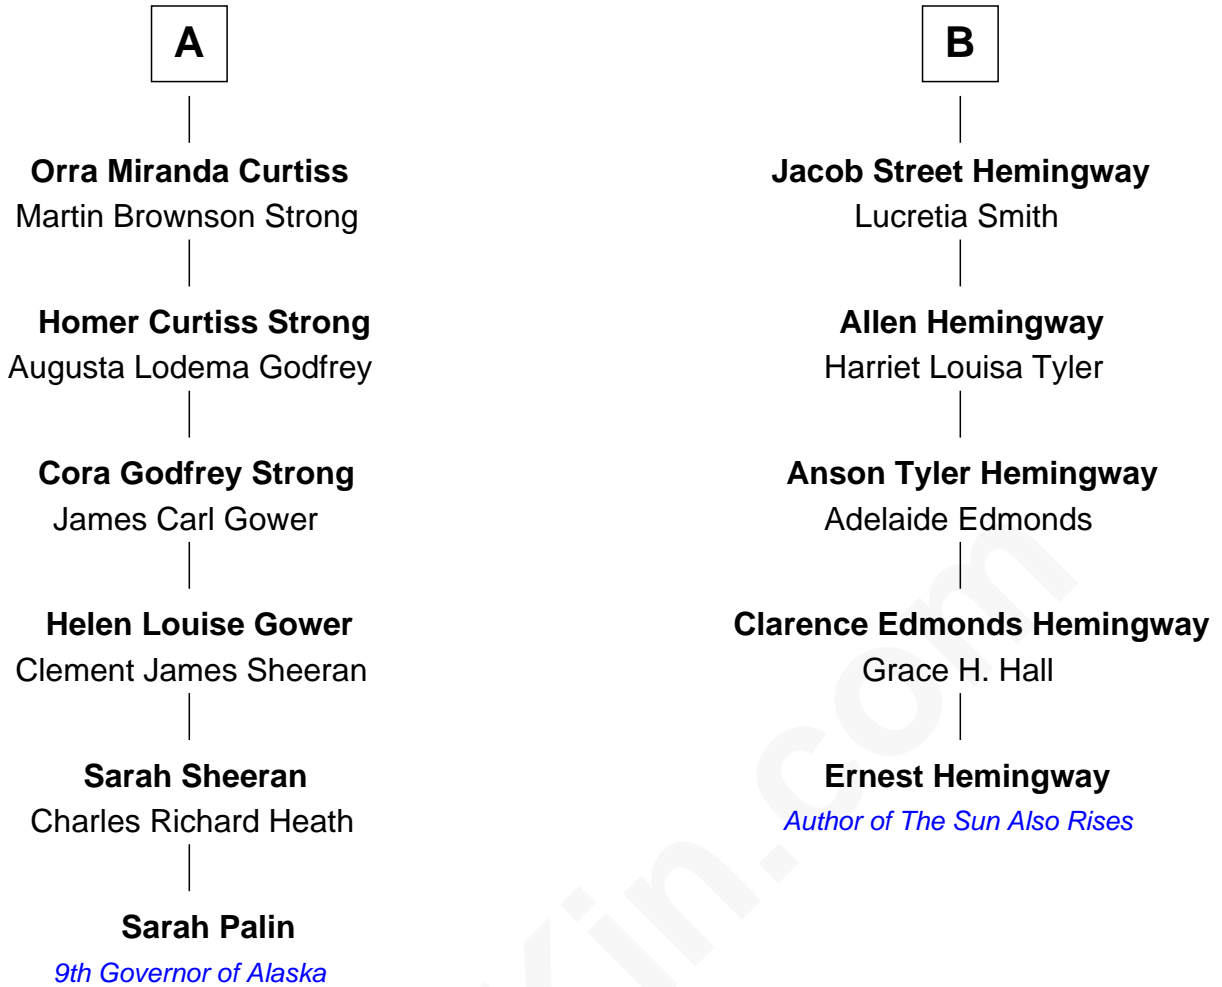 A
Orra Miranda Curtiss
Martin Brownson Strong
Homer Curtiss Strong
Augusta Lodema Godfrey
Cora Godfrey Strong
James Carl Gower
Helen Louise Gower
Clement James Sheeran
Sarah Sheeran
Charles Richard Heath
Sarah Palin
9th Governor of Alaska
B
Jacob Street Hemingway
Lucretia Smith
Allen Hemingway
Harriet Louisa Tyler
Anson Tyler Hemingway
Adelaide Edmonds
Clarence Edmonds Hemingway
Grace H. Hall
Ernest Hemingway
Author of The Sun Also Rises
Kin.com